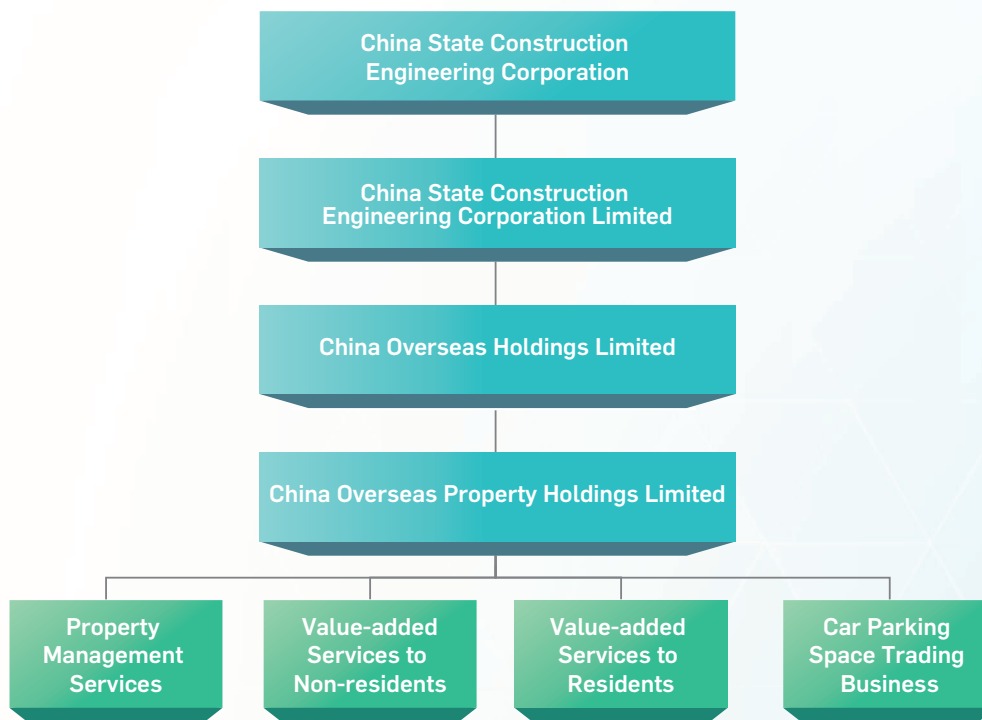 China State Construction
Engineering Corporation
China State Construction
Engineering Corporation Limited
China Overseas Holdings Limited
China Overseas Property Holdings Limited
Property
Management
Services
Value-added
Services to
Non-residents
Value-added
Services to
Residents
Car Parking
Space Trading
Business